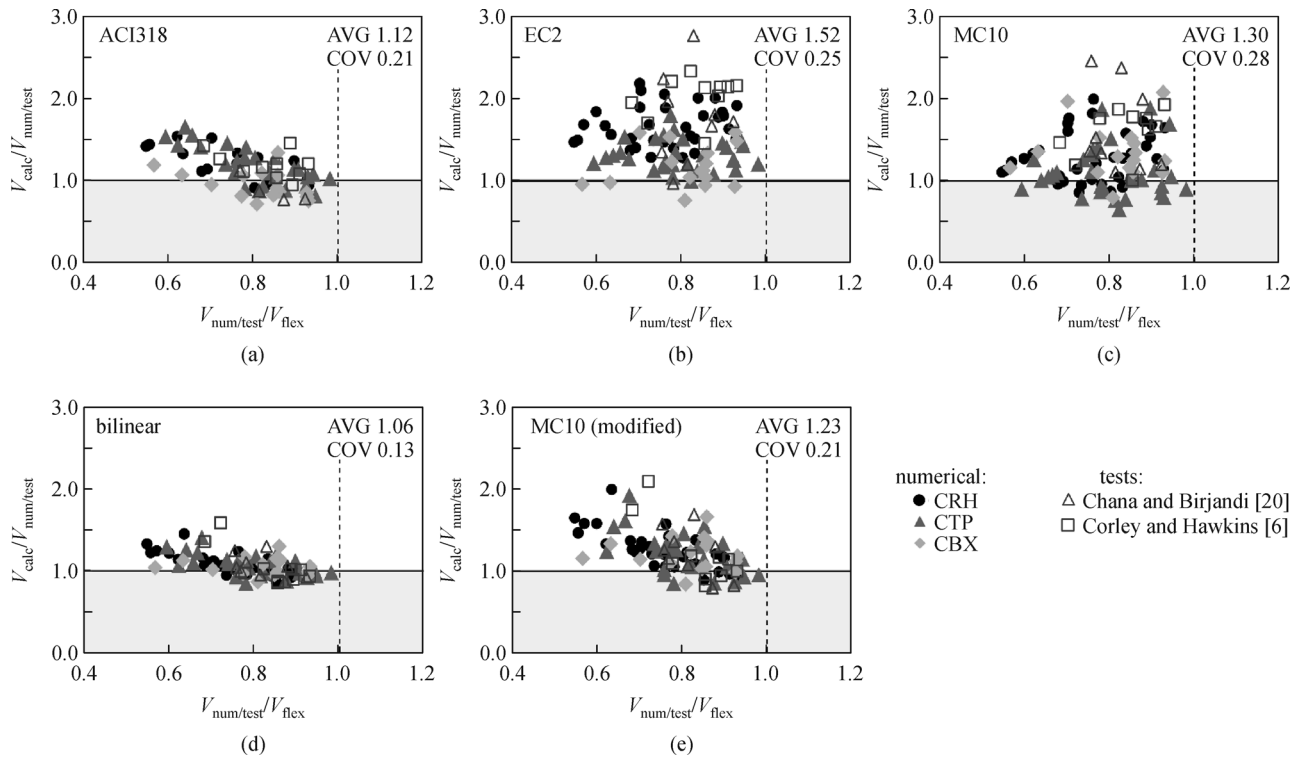 3.0
ACI318
AVG 1.12
COV 0.21
2.0
1.0
0.0
0.4 0.6 0.8 1.0 1.2
Vcalc/Vnum/test
Vnum/test/Vflex
(a)
3.0
EC2
AVG 1.52
COV 0.25
2.0
1.0
0.0
0.4 0.6 0.8 1.0 1.2
Vcalc/Vnum/test
Vnum/test/Vflex
(b)
3.0
MC10
AVG 1.30
COV 0.28
2.0
1.0
0.0
0.4 0.6 0.8 1.0 1.2
Vcalc/Vnum/test
Vnum/test/Vflex
(c)
3.0
bilinear
AVG 1.06
COV 0.13
2.0
1.0
0.0
0.4 0.6 0.8 1.0 1.2
Vcalc/Vnum/test
Vnum/test/Vflex
(d)
3.0
MC10 (modified)
AVG 1.23
COV 0.21
2.0
1.0
0.0
0.4 0.6 0.8 1.0 1.2
Vcalc/Vnum/test
Vnum/test/Vflex
(e)
numerical:
CRH
CTP
CBX
tests:
Chana and Birjandi [20]
Corley and Hawkins [6]